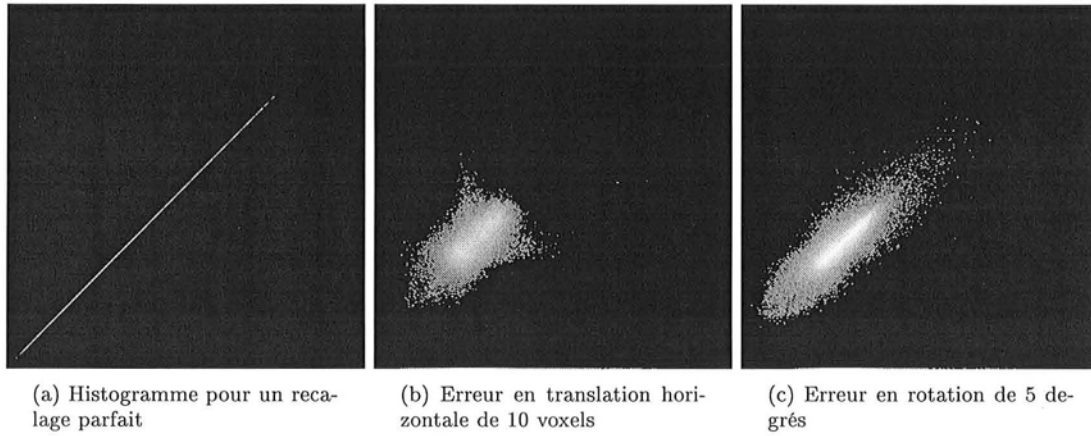 (a) Histogramme pour un reca-
lage parfait
(b) Erreur en translation hori-
zontale de 10 voxels
(c) Erreur en rotation de 5 de-
grés